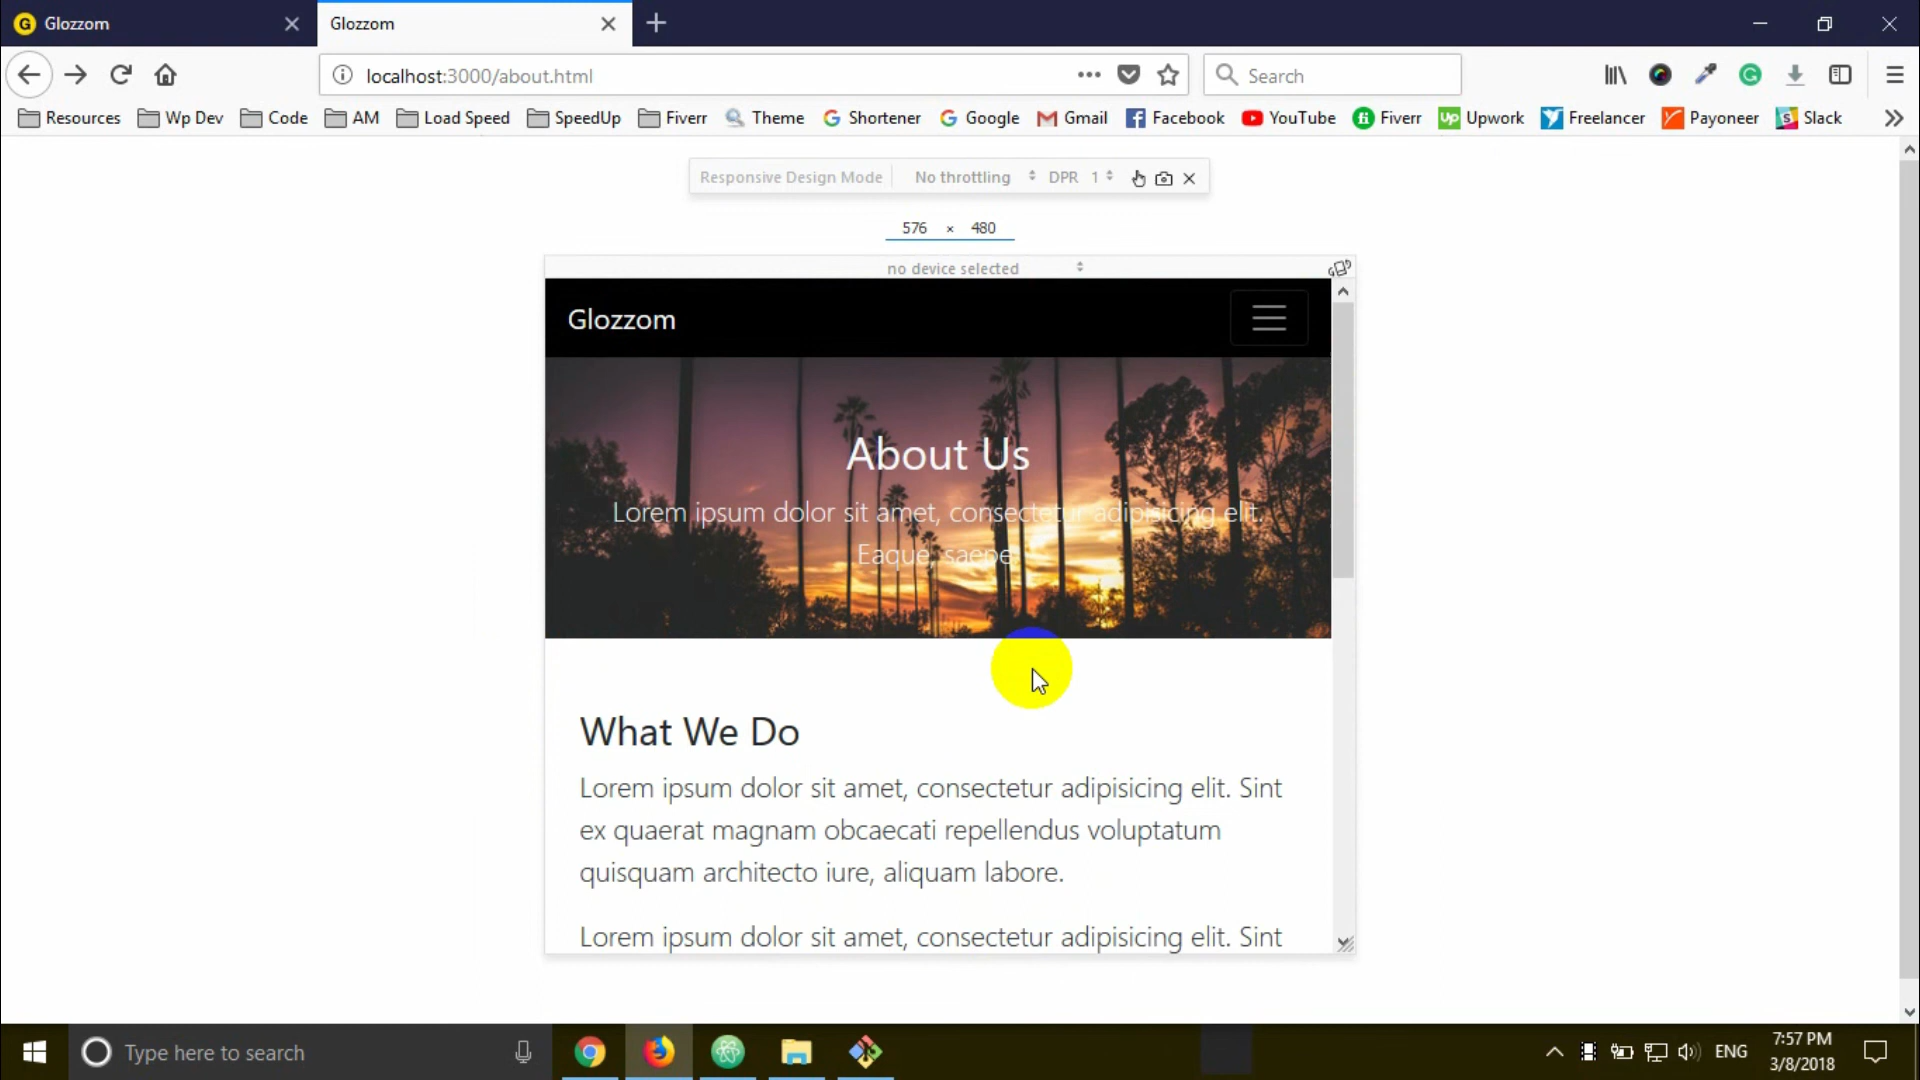 G Glozzom
Glozzom
localhost:3000/about.html
Search
Resources Wp Dev Code AM Load Speed SpeedUp Fiverr Theme Shortener Google Gmail Facebook YouTube Fiverr Upwork Freelancer Payoneer Slack
Responsive Design Mode No throttling DPR 1
576 × 480
no device selected
Glozzom
About Us
Lorem ipsum dolor sit amet, consectetur adipisicing elit.
Eaque, saepe
What We Do
Lorem ipsum dolor sit amet, consectetur adipisicing elit. Sint
ex quaerat magnam obcaecati repellendus voluptatum
quisquam architecto iure, aliquam labore.
Lorem ipsum dolor sit amet, consectetur adipisicing elit. Sint
Type here to search
ENG
7:57 PM
3/8/2018